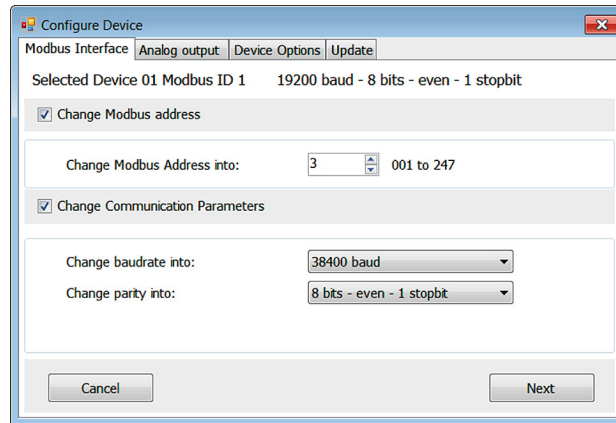 Configure Device
Modbus Interface Analog output Device Options Update
Selected Device 01 Modbus ID 1 19200 baud - 8 bits - even - 1 stopbit
Change Modbus address
Change Modbus Address into: 3 001 to 247
Change Communication Parameters
Change baudrate into: 38400 baud
Change parity into: 8 bits - even - 1 stopbit
Cancel Next